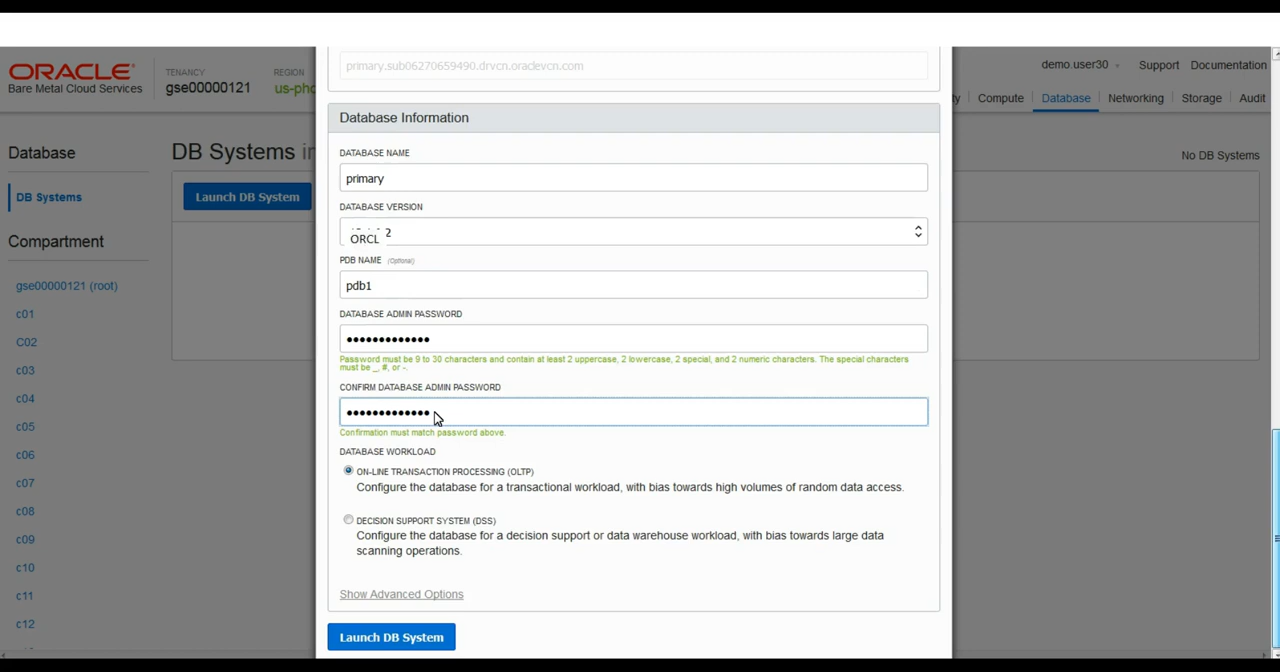 primary.sub06270659490.drvcn.oraclevcn.com
ORACLE®
Bare Metal Cloud Services
TENANCY
gse00000121
REGION
us-pho
demo.user30
Support
Documentation
Compute
Database
Networking
Storage
Audit
Database
DB Systems
Compartment
gse00000121 (root)
c01
C02
c03
c04
c05
c06
c07
c08
c09
c10
c11
c12
DB Systems in
No DB Systems
Launch DB System
Database Information
DATABASE NAME
primary
DATABASE VERSION
2
ORCL
PDB NAME (Optional)
pdb1
DATABASE ADMIN PASSWORD
•••••••••••••
Password must be 9 to 30 characters and contain at least 2 uppercase, 2 lowercase, 2 special, and 2 numeric characters. The special characters
must be _, #, or -.
CONFIRM DATABASE ADMIN PASSWORD
•••••••••••••
Confirmation must match password above.
DATABASE WORKLOAD
ON-LINE TRANSACTION PROCESSING (OLTP)
Configure the database for a transactional workload, with bias towards high volumes of random data access.
DECISION SUPPORT SYSTEM (DSS)
Configure the database for a decision support or data warehouse workload, with bias towards large data
scanning operations.
Show Advanced Options
Launch DB System